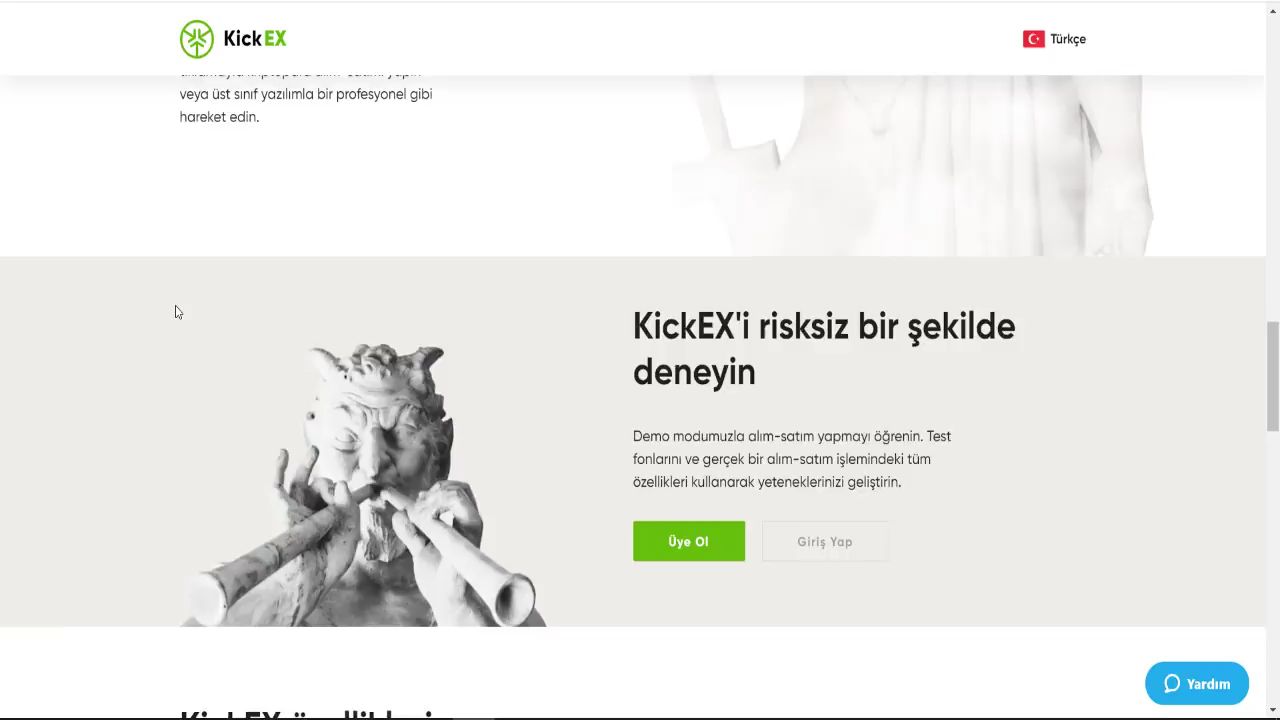 KickEX
Türkçe
veya üst sınıf yazılımla bir profesyonel gibi
hareket edin.
KickEX'i risksiz bir şekilde
deneyin
Demo modumuzla alım-satım yapmayı öğrenin. Test
fonlarını ve gerçek bir alım-satım işlemindeki tüm
özellikleri kullanarak yeteneklerinizi geliştirin.
Üye Ol
Giriş Yap
Yardım